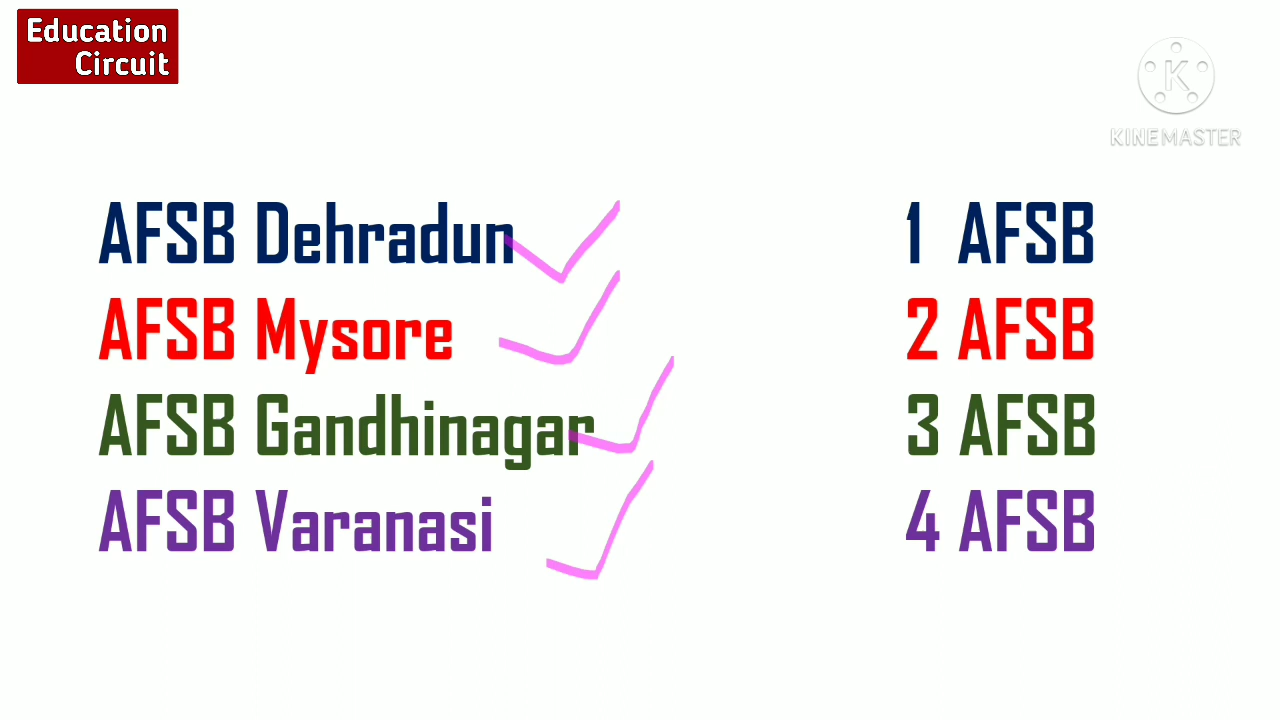 Education
Circuit
KINEMASTER
AFSB Dehradun 1 AFSB
AFSB Mysore 2 AFSB
AFSB Gandhinagar 3 AFSB
AFSB Varanasi 4 AFSB